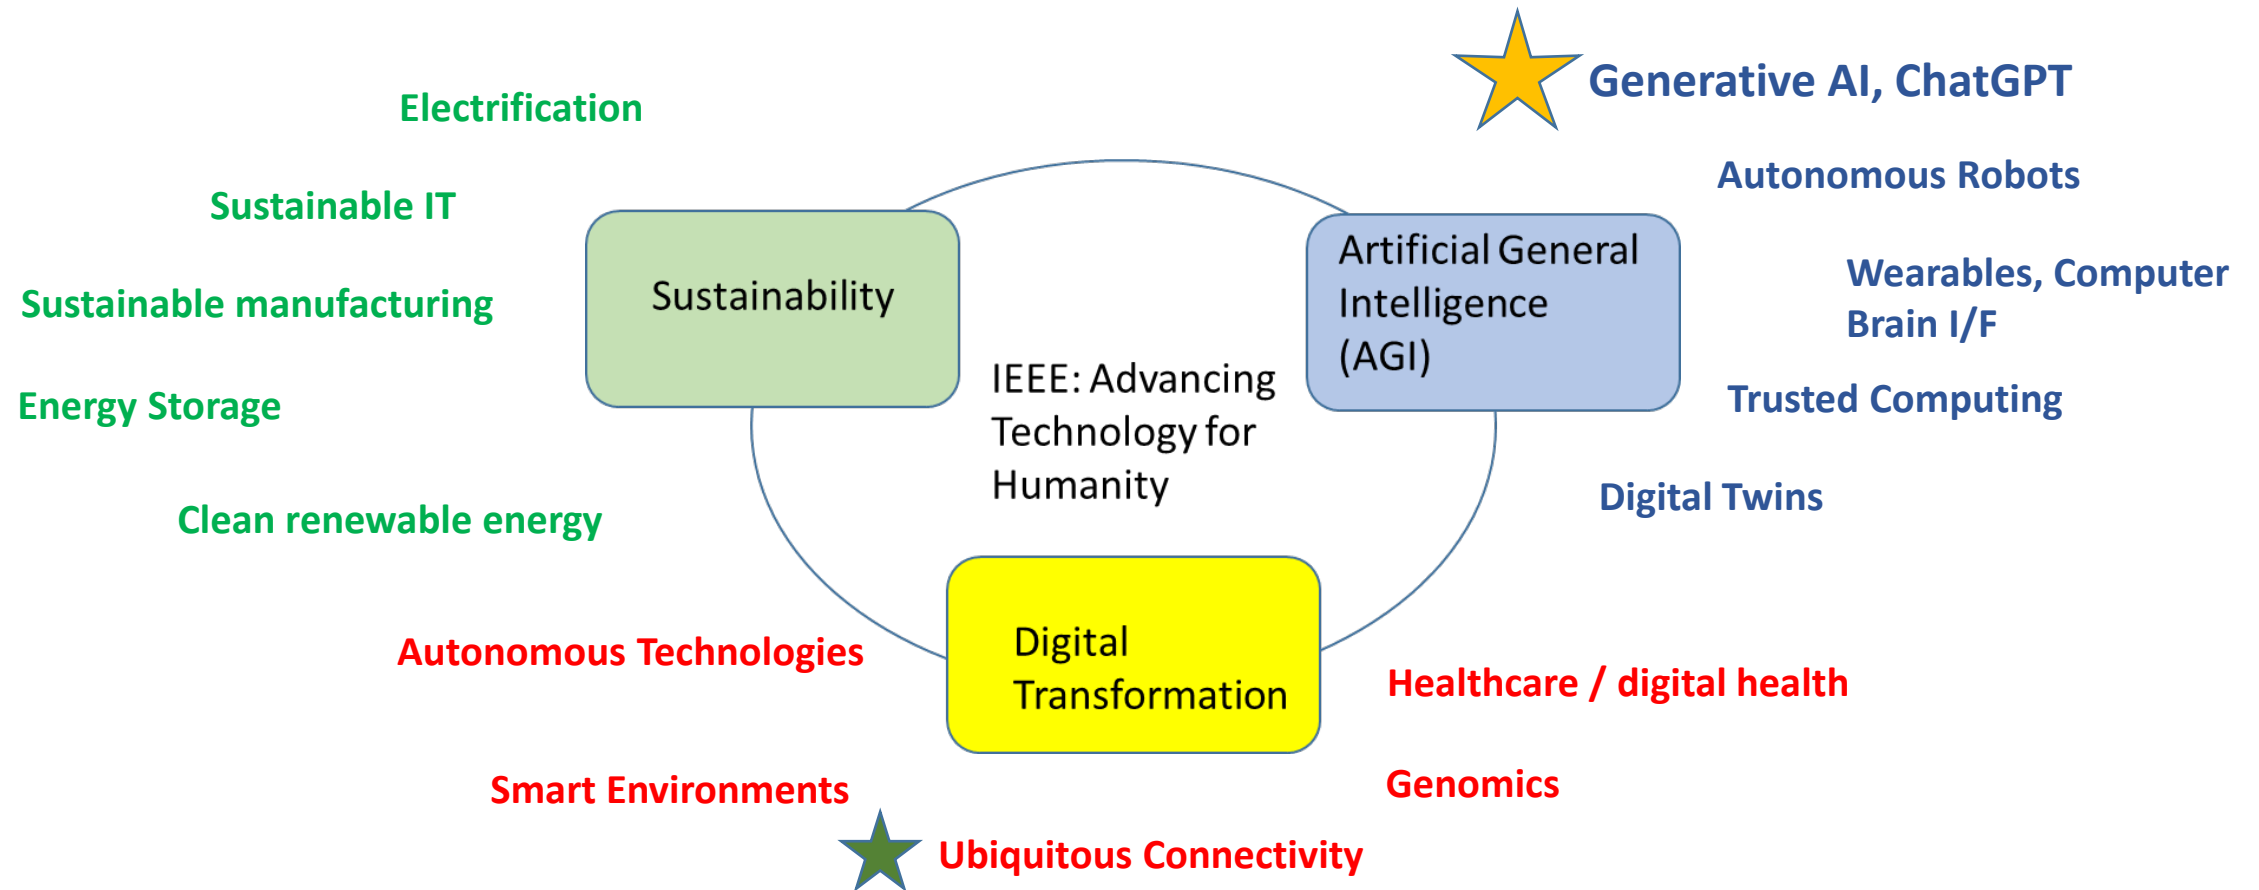 Generative AI, ChatGPT
Electrification
Autonomous Robots
Sustainable IT
Sustainable manufacturing
Energy Storage
Clean renewable energy
Sustainability
Artificial General
Intelligence
(AGI)
Wearables, Computer
Brain I/F
Trusted Computing
Digital Twins
IEEE: Advancing
Technology for
Humanity
Autonomous Technologies
Digital
Transformation
Healthcare / digital health
Smart Environments
Genomics
Ubiquitous Connectivity